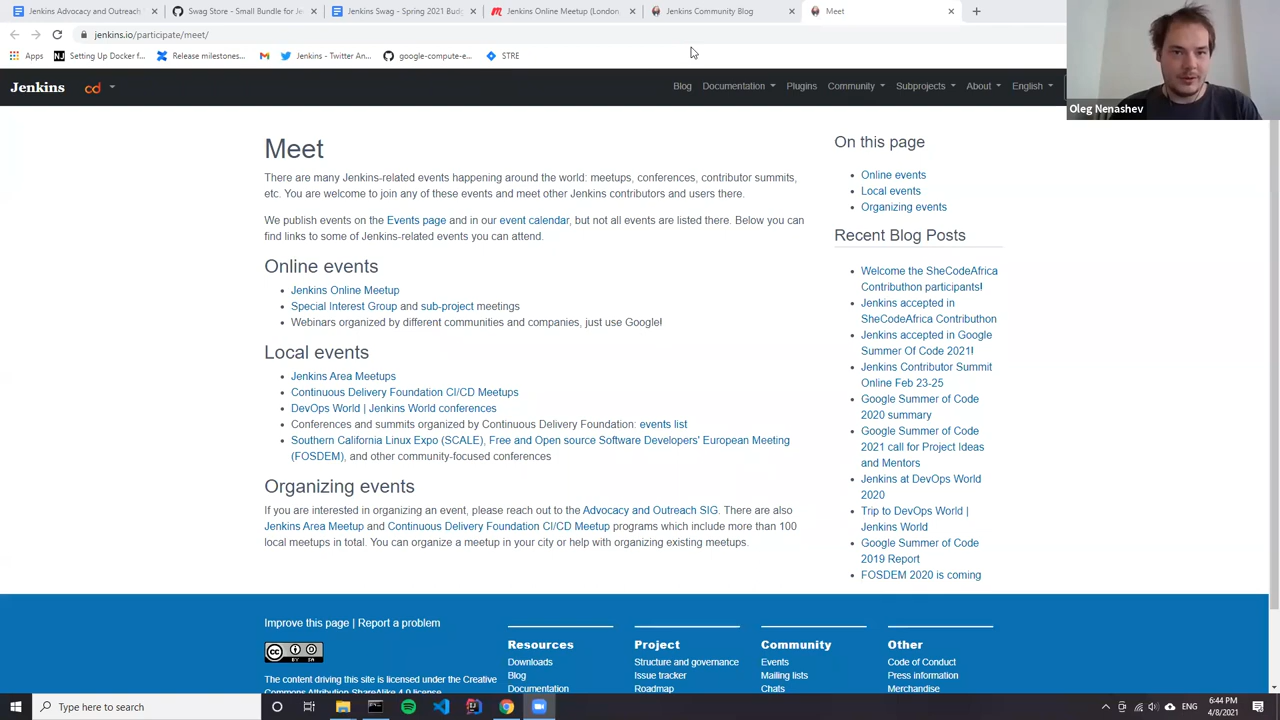 Jenkins Advocacy and Outreach
Swag Store - Small Bundle for Je
Jenkins Swag - Spring 2021 Bud
Jenkins Online Meetup (London
Jenkins Community Blog
Meet
jenkins.io/participate/meet/
Apps
Setting Up Docker f...
Release milestones...
Jenkins - Twitter An...
google-compute-e...
STRE
Jenkins
Blog
Documentation
Plugins
Community
Subprojects
About
English
Oleg Nenashev
Meet
There are many Jenkins-related events happening around the world: meetups, conferences, contributor summits,
etc. You are welcome to join any of these events and meet other Jenkins contributors and users there.
We publish events on the Events page and in our event calendar, but not all events are listed there. Below you can
find links to some of Jenkins-related events you can attend.
Online events
Jenkins Online Meetup
Special Interest Group and sub-project meetings
Webinars organized by different communities and companies, just use Google!
Local events
Jenkins Area Meetups
Continuous Delivery Foundation CI/CD Meetups
DevOps World | Jenkins World conferences
Conferences and summits organized by Continuous Delivery Foundation: events list
Southern California Linux Expo (SCALE), Free and Open source Software Developers' European Meeting
(FOSDEM), and other community-focused conferences
Organizing events
If you are interested in organizing an event, please reach out to the Advocacy and Outreach SIG. There are also
Jenkins Area Meetup and Continuous Delivery Foundation CI/CD Meetup programs which include more than 100
local meetups in total. You can organize a meetup in your city or help with organizing existing meetups.
On this page
Online events
Local events
Organizing events
Recent Blog Posts
Welcome the SheCodeAfrica
Contributhon participants!
Jenkins accepted in
SheCodeAfrica Contributhon
Jenkins accepted in Google
Summer Of Code 2021!
Jenkins Contributor Summit
Online Feb 23-25
Google Summer of Code
2020 summary
Google Summer of Code
2021 call for Project Ideas
and Mentors
Jenkins at DevOps World
2020
Trip to DevOps World |
Jenkins World
Google Summer of Code
2019 Report
FOSDEM 2020 is coming
Improve this page | Report a problem
cc BY SA
The content driving this site is licensed under the Creative
Commons Attribution-ShareAlike 4.0 license.
Resources
Downloads
Blog
Documentation
Project
Structure and governance
Issue tracker
Roadmap
Community
Events
Mailing lists
Chats
Other
Code of Conduct
Press information
Merchandise
Type here to search
ENG
6:44 PM
4/8/2021